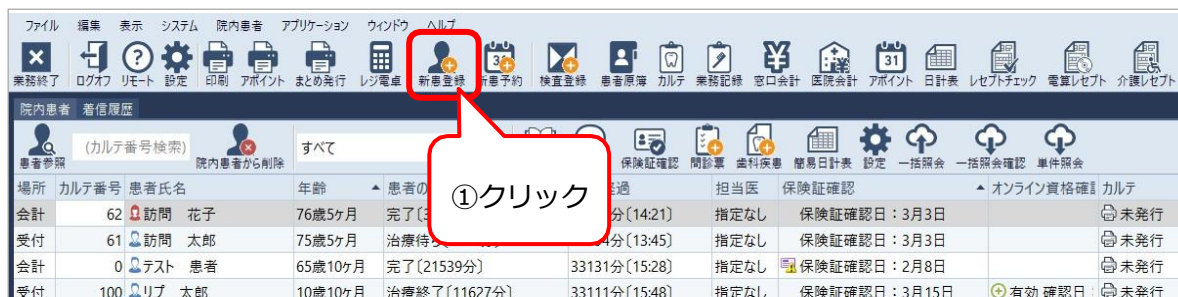 ファイル 編集 表示 システム 院内患者 アプリケーション ウィンドウ ヘルプ
業務終了 ログオフ リモート 設定 印刷 アポイント まとめ発行 レジ電卓 新患登録 新患予約 検査登録 患者原簿 カルテ 業務記録 窓口会計 医院会計 アポイント 日計表 レセプトチェック 電算レセプト 介護レセプト
院内患者 着信履歴
患者参照 (カルテ番号検索) 院内患者から削除 すべて 保険証確認 問診票 歯科疾患 簡易日計表 設定 一括照会 一括照会確認 単件照会
①クリック
場所 カルテ番号 患者氏名 年齢 患者の 過 担当医 保険証確認 オンライン資格確認 カルテ
会計 62 訪問 花子 76歳5ヶ月 完了〔3 分〔14:21〕 指定なし 保険証確認日:3月3日 未発行
受付 61 訪問 太郎 75歳5ヶ月 治療待ち 分〔13:45〕 指定なし 保険証確認日:3月3日 未発行
会計 0 テスト 患者 65歳10ヶ月 完了〔21539分〕 33131分〔15:28〕 指定なし 保険証確認日:2月8日 未発行
受付 100 リプ 太郎 10歳10ヶ月 治療終了〔11627分〕 33111分〔15:48〕 指定なし 保険証確認日:3月15日 有効 確認日: 未発行